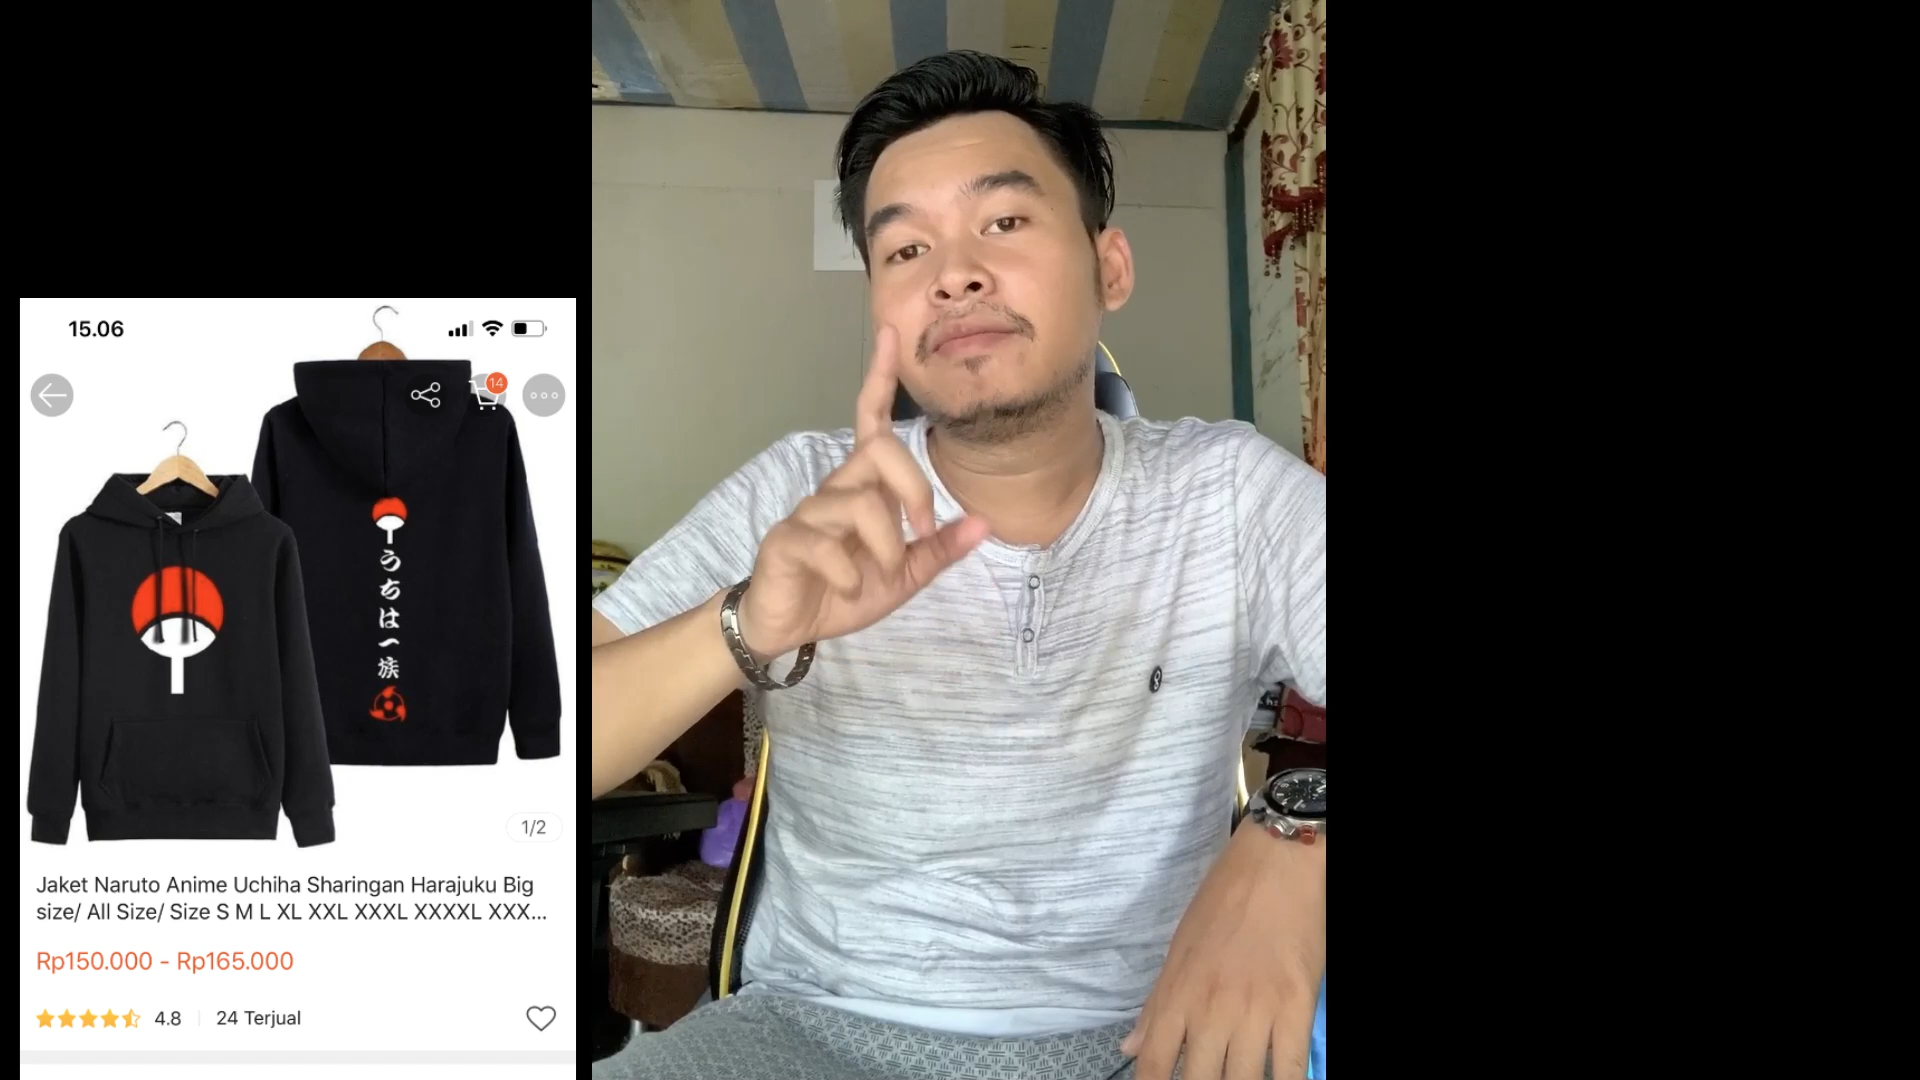 15.06
14
うちは一族
1/2
Jaket Naruto Anime Uchiha Sharingan Harajuku Big
size/ All Size/ Size S M L XL XXL XXXL XXXXL XXX...
Rp150.000 - Rp165.000
4.8
24 Terjual